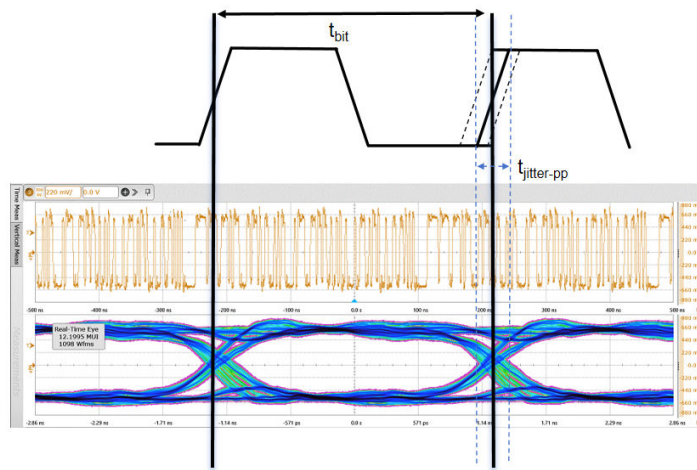 tbit
tjitter-pp
Time Meas
Vertical Meas
220 mV/
0.0 V
-500 ns
-400 ns
-300 ns
-200 ns
-100 ns
0.0 s
100 ns
200 ns
300 ns
400 ns
500 ns
Real-Time Eye
12.1995 MUI
1098 Wfms
-2.86 ns
-2.29 ns
-1.71 ns
-1.14 ns
-571 ps
0.0 s
571 ps
1.14 ns
1.71 ns
2.29 ns
2.86 ns